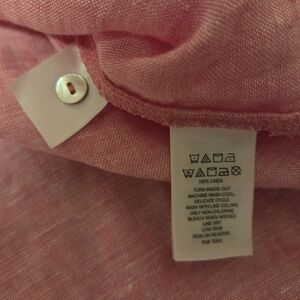 100% LINEN
TURN INSIDE OUT
MACHINE WASH COOL
DELICATE CYCLE
WASH WITH LIKE COLORS
ONLY NON-CHLORINE
BLEACH WHEN NEEDED
LINE DRY
LOW IRON
IRON ON REVERSE